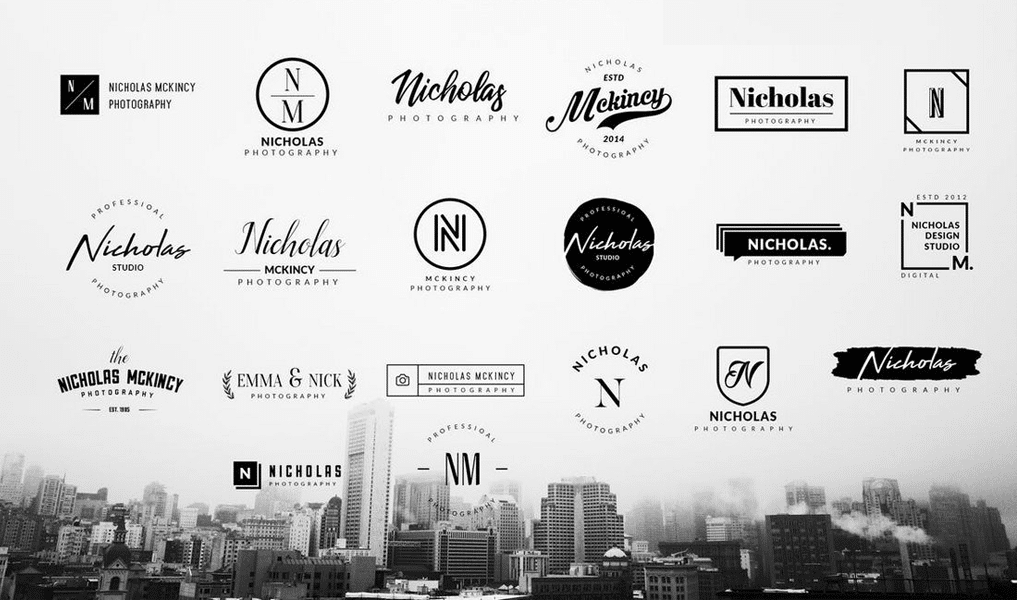 N
M
NICHOLAS MCKINCY
PHOTOGRAPHY
N
M
NICHOLAS
PHOTOGRAPHY
Nicholas
PHOTOGRAPHY
NICHOLAS
ESTD
Mckincy
2014
PHOTOGRAPHY
Nicholas
PHOTOGRAPHY
N
MCKINCY
PHOTOGRAPHY
PROFESSIONAL
Nicholas
STUDIO
PHOTOGRAPHY
Nicholas
MCKINCY
PHOTOGRAPHY
N
MCKINCY
PHOTOGRAPHY
PROFESSIONAL
Nicholas
STUDIO
PHOTOGRAPHY
NICHOLAS.
PHOTOGRAPHY
ESTD 2012
N
NICHOLAS
DESIGN
STUDIO
M.
DIGITAL
the
NICHOLAS MCKINCY
PHOTOGRAPHY
EST. 1985
EMMA & NICK
PHOTOGRAPHY
NICHOLAS MCKINCY
PHOTOGRAPHY
NICHOLAS
N
PHOTOGRAPHY
N
NICHOLAS
PHOTOGRAPHY
Nicholas
PHOTOGRAPHY
N
NICHOLAS
PHOTOGRAPHY
PROFESSIONAL
NM
PHOTOGRAPHY